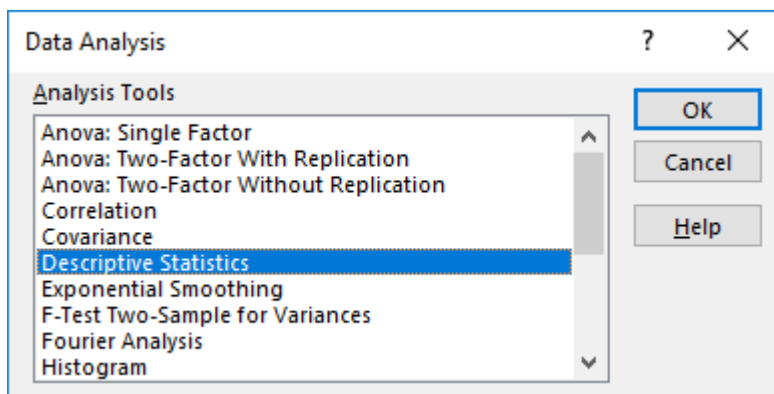 Data Analysis
?
Analysis Tools
Anova: Single Factor
Anova: Two-Factor With Replication
Anova: Two-Factor Without Replication
Correlation
Covariance
Descriptive Statistics
Exponential Smoothing
F-Test Two-Sample for Variances
Fourier Analysis
Histogram
OK
Cancel
Help